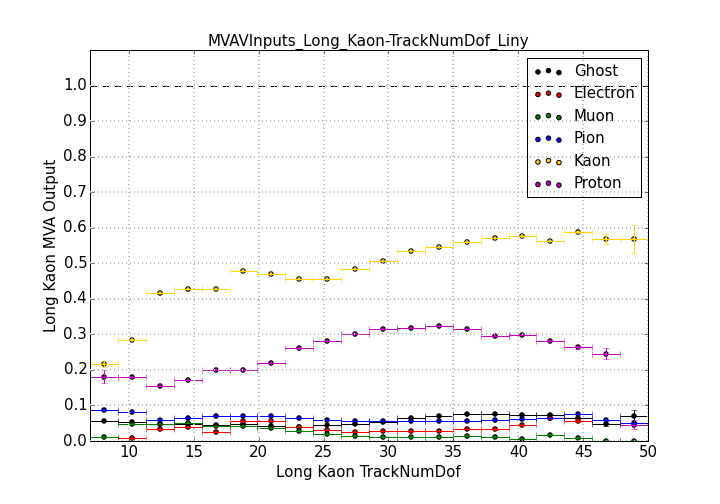 MVAVInputs_Long_Kaon-TrackNumDof_Liny
Ghost
Electron
Muon
Pion
Kaon
Proton
Long Kaon MVA Output
1.0
0.9
0.8
0.7
0.6
0.5
0.4
0.3
0.2
0.1
0.0
10 15 20 25 30 35 40 45 50
Long Kaon TrackNumDof